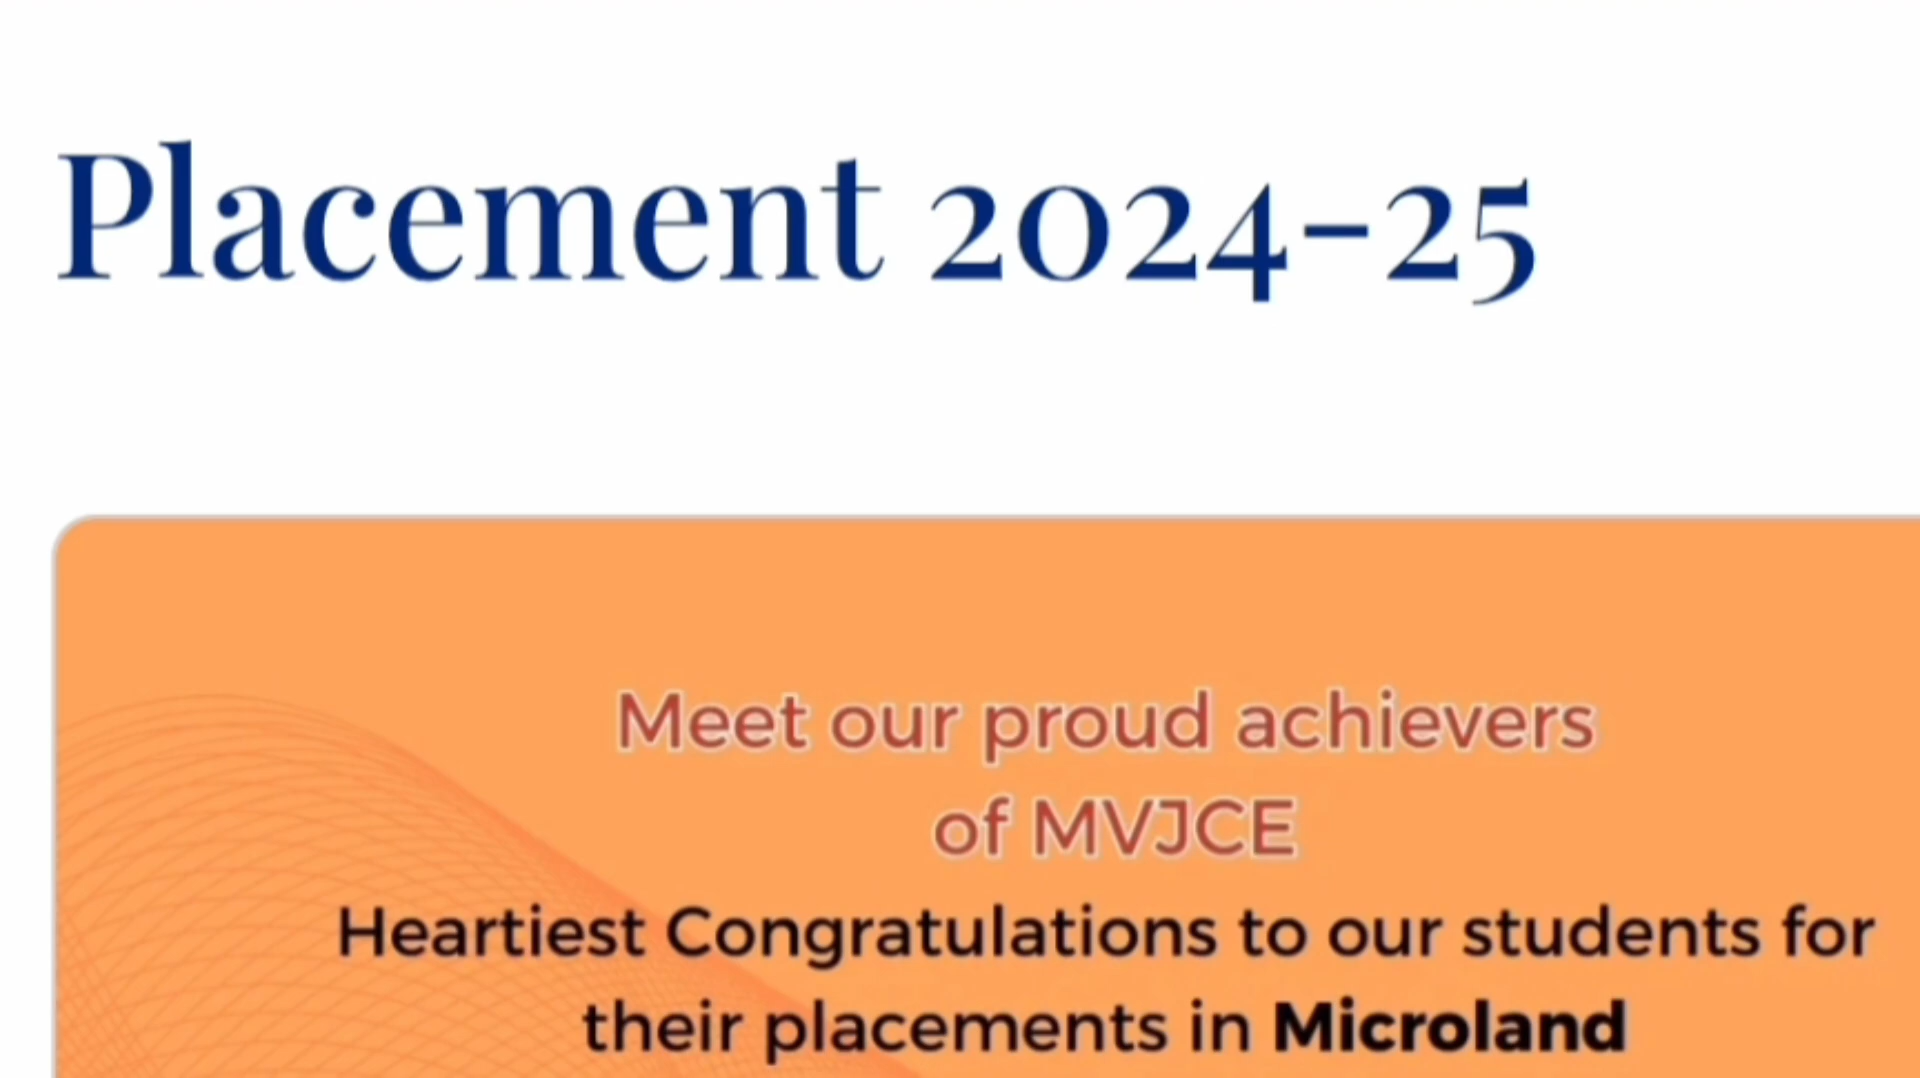 Placement 2024-25
Meet our proud achievers
of MVJCE
Heartiest Congratulations to our students for
their placements in Microland